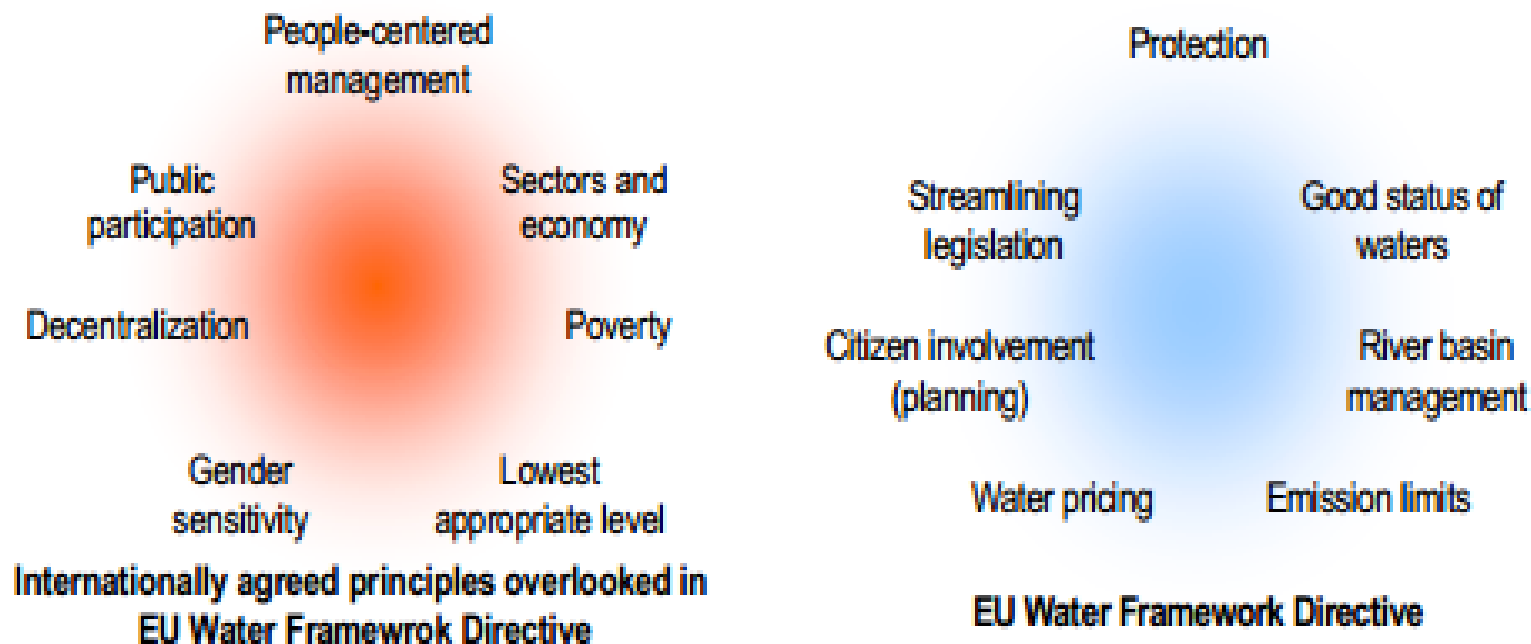 People-centered
management
Public
participation
Sectors and
economy
Decentralization
Poverty
Gender
sensitivity
Lowest
appropriate level
Internationally agreed principles overlooked in
EU Water Framewrok Directive
Protection
Streamlining
legislation
Good status of
waters
Citizen involvement
(planning)
River basin
management
Water pricing
Emission limits
EU Water Framework Directive